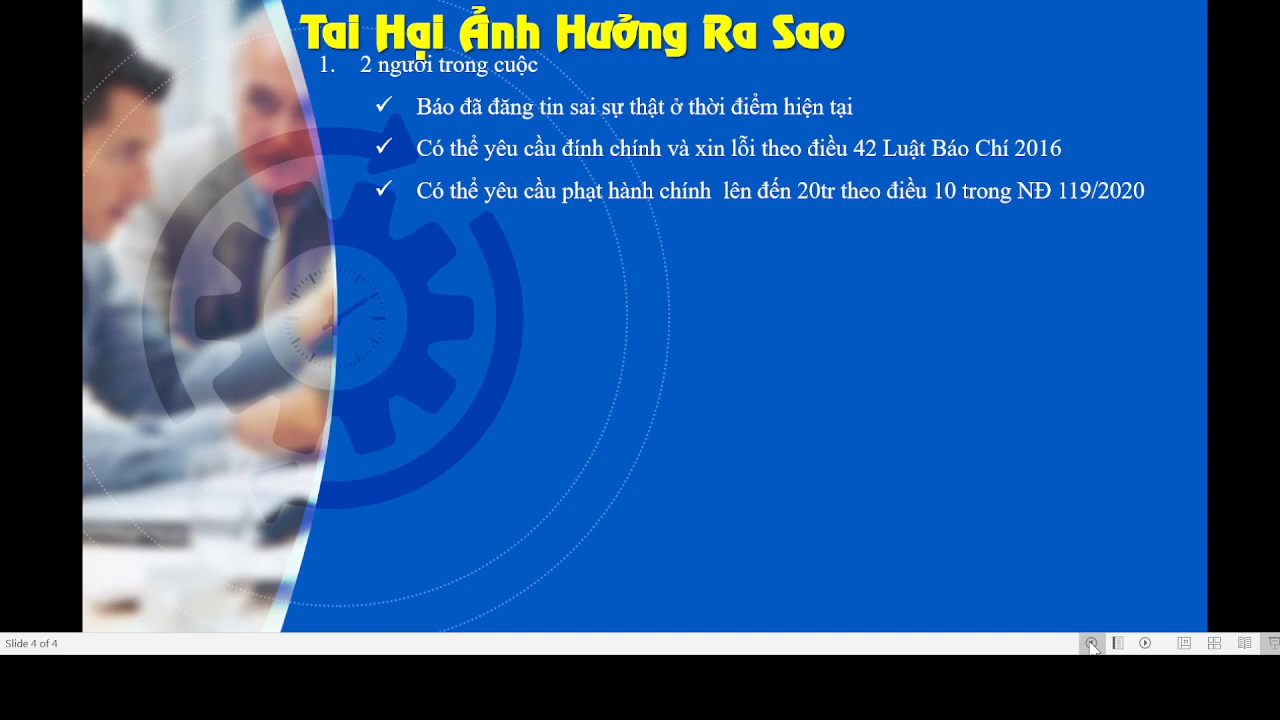 Tai Hại Ảnh Hưởng Ra Sao
1. 2 người trong cuộc
✓ Báo đã đăng tin sai sự thật ở thời điểm hiện tại
✓ Có thể yêu cầu đính chính và xin lỗi theo điều 42 Luật Báo Chí 2016
✓ Có thể yêu cầu phạt hành chính lên đến 20tr theo điều 10 trong NĐ 119/2020
Slide 4 of 4